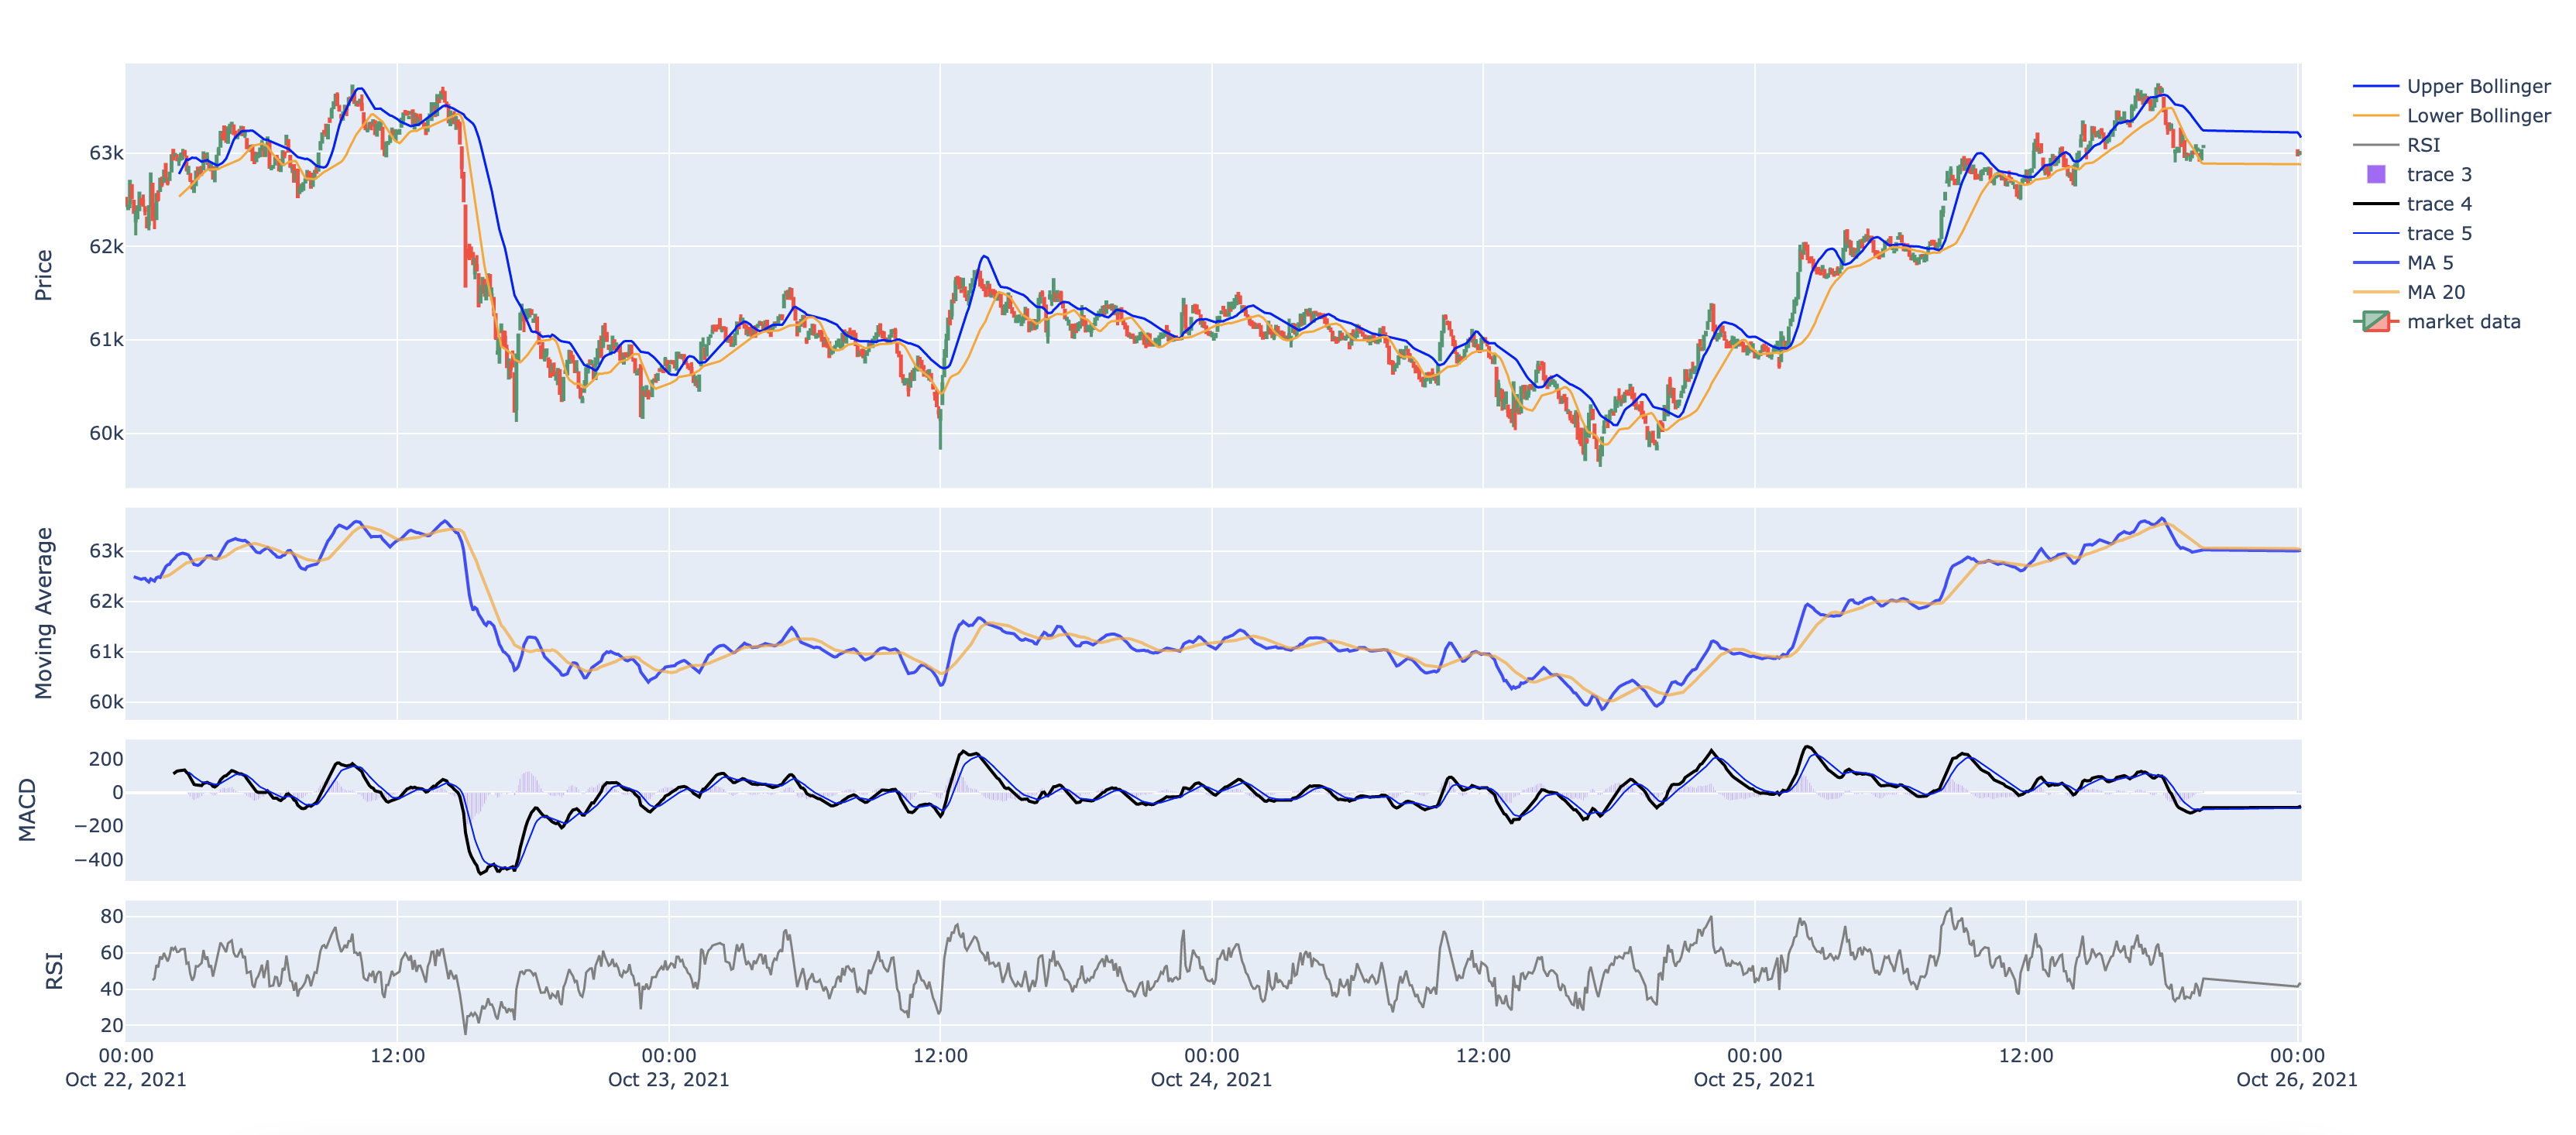 Price
63k
62k
61k
60k
Upper Bollinger
Lower Bollinger
RSI
trace 3
trace 4
trace 5
MA 5
MA 20
market data
Moving Average
63k
62k
61k
60k
MACD
200
0
−200
−400
RSI
80
60
40
20
00:00 12:00 00:00 12:00 00:00 12:00 00:00 12:00 00:00
Oct 22, 2021 Oct 23, 2021 Oct 24, 2021 Oct 25, 2021 Oct 26, 2021